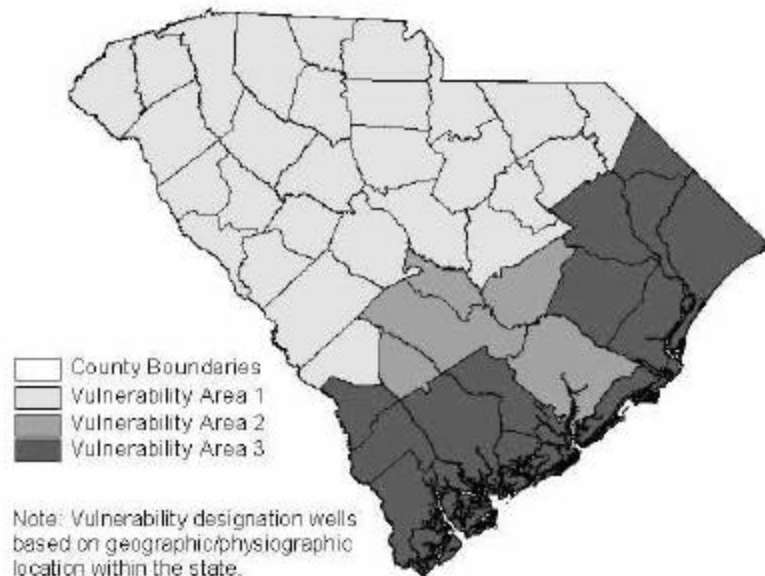 County Boundaries
Vulnerability Area 1
Vulnerability Area 2
Vulnerability Area 3
Note: Vulnerability designation wells
based on geographic/physiographic
location within the state.